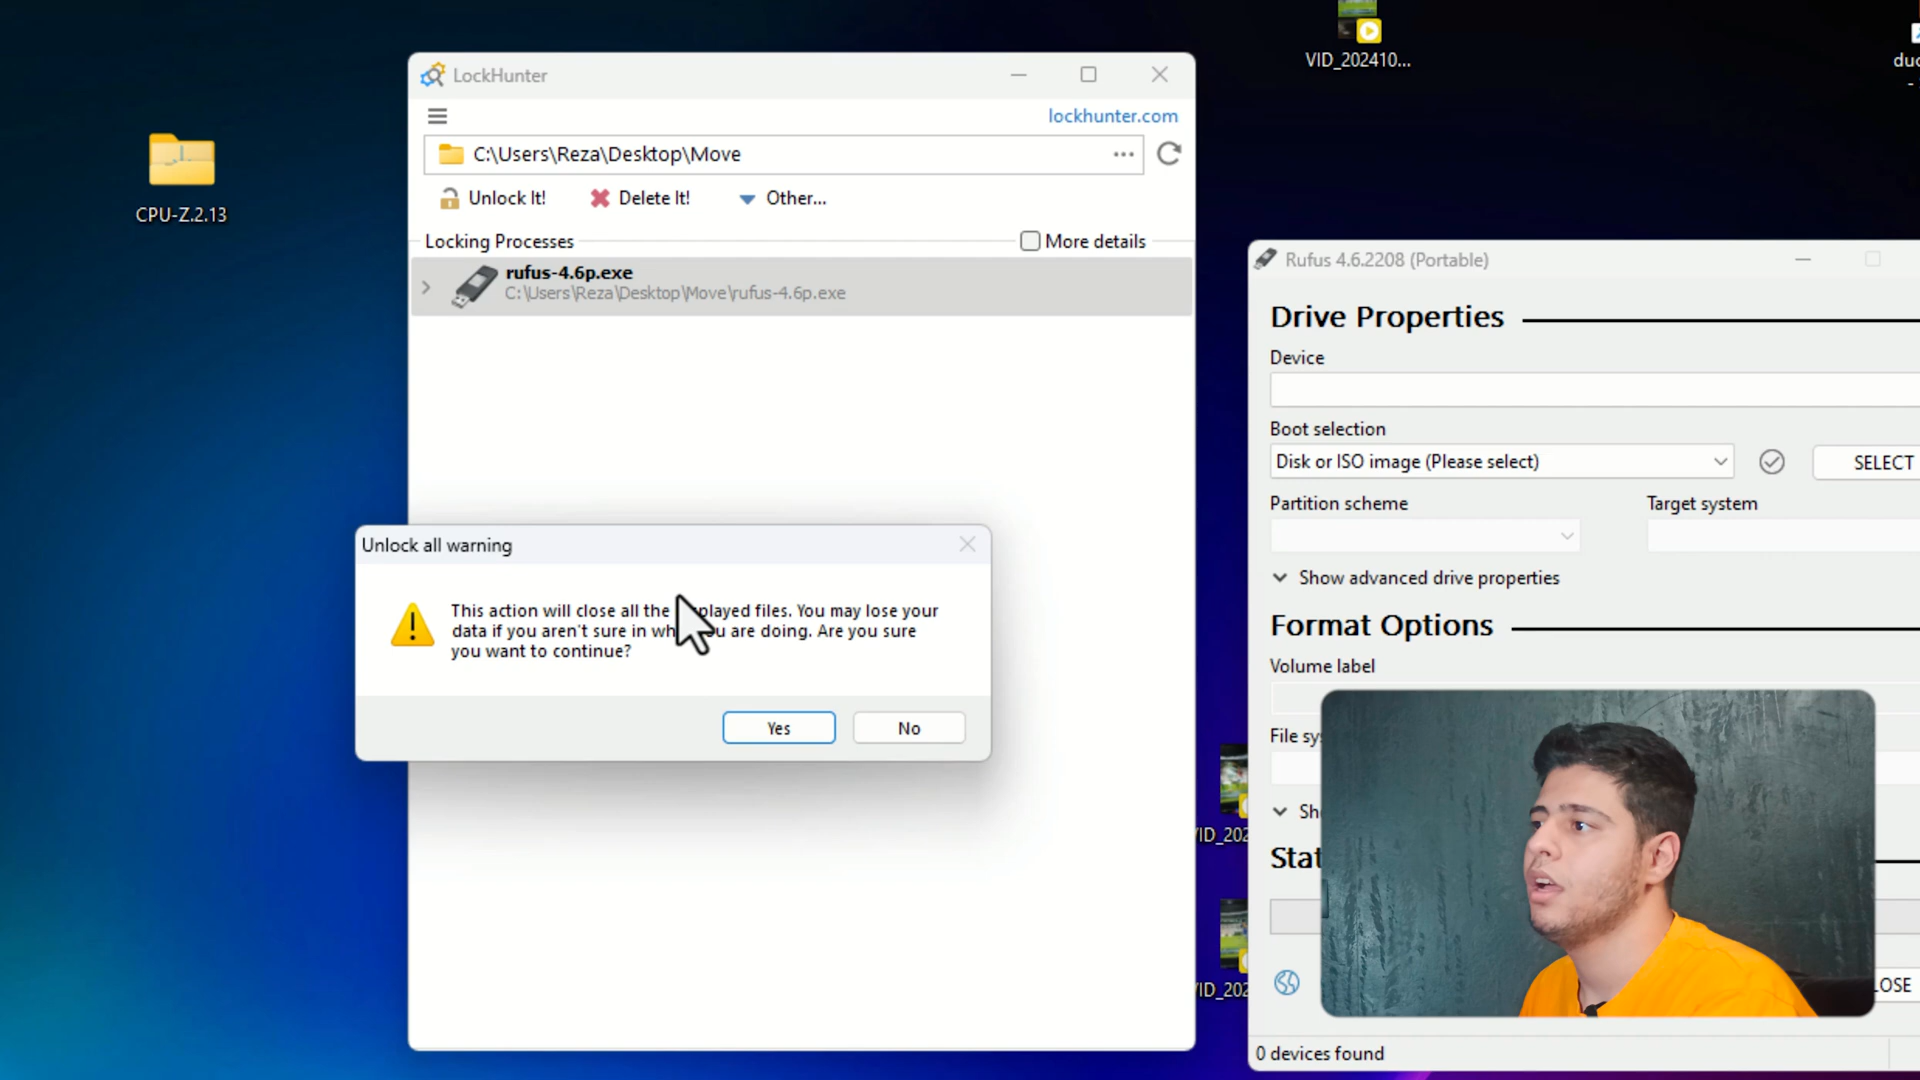 VID_202410...
duc
-
CPU-Z.2.13
LockHunter
lockhunter.com
C:\Users\Reza\Desktop\Move
Unlock It!
Delete It!
Other...
Locking Processes
More details
rufus-4.6p.exe
C:\Users\Reza\Desktop\Move\rufus-4.6p.exe
Unlock all warning
This action will close all the played files. You may lose your
data if you aren't sure in you are doing. Are you sure
you want to continue?
Yes
No
Rufus 4.6.2208 (Portable)
Drive Properties
Device
Boot selection
Disk or ISO image (Please select)
SELECT
Partition scheme
Target system
Show advanced drive properties
Format Options
Volume label
File sy
Sh
Stat
LOSE
0 devices found
VID_202
VID_202